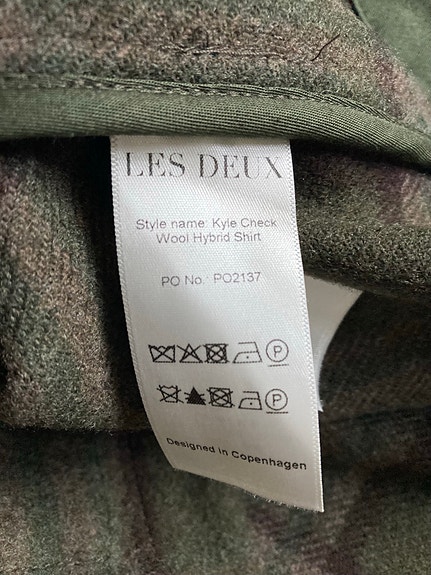 LES DEUX
Style name: Kyle Check
Wool Hybrid Shirt
PO No.: PO2137
P
P
Designed in Copenhagen